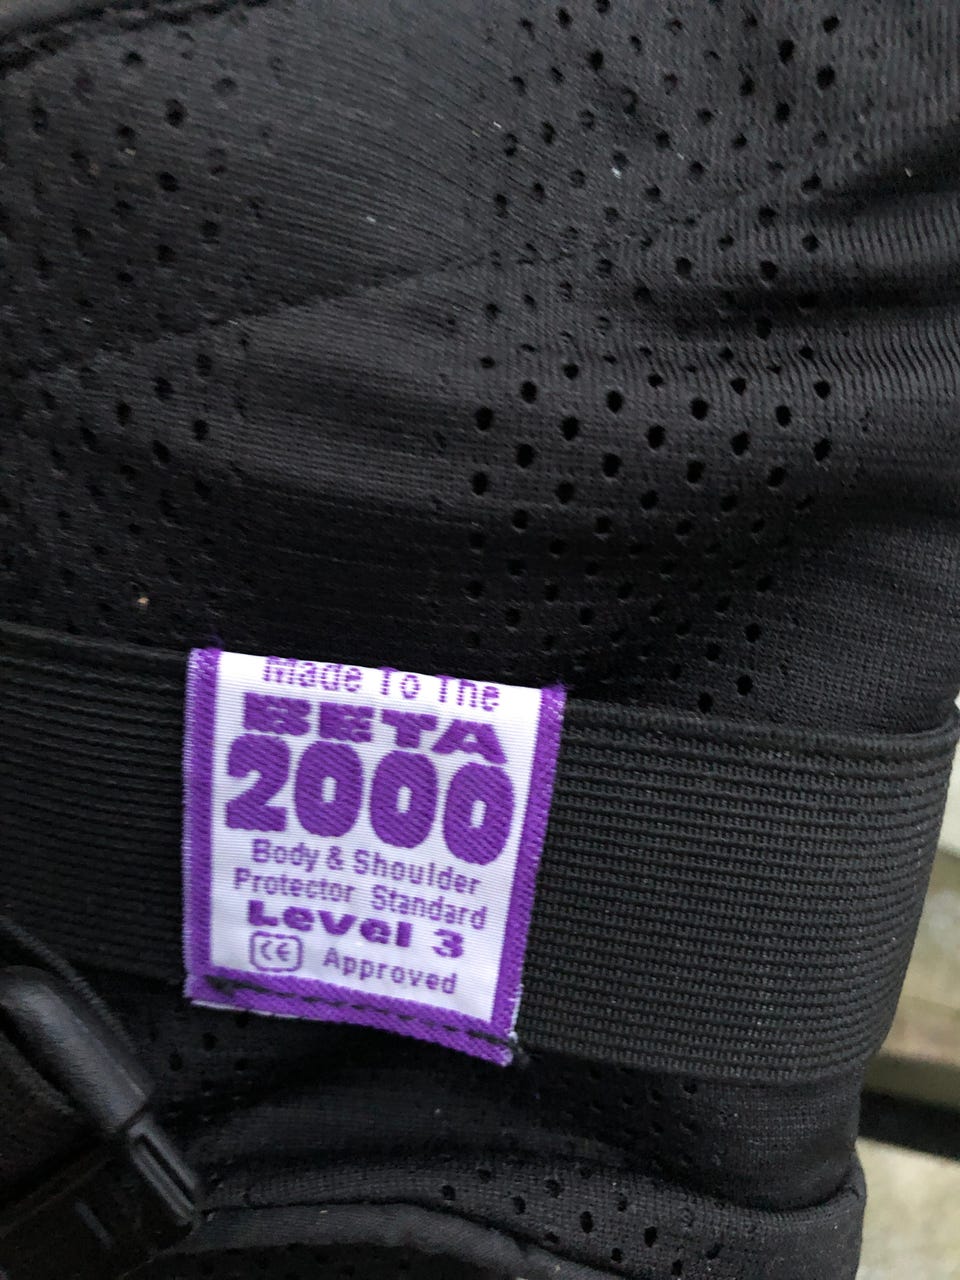 Made To The
BETA
2000
Body & Shoulder
Protector Standard
Level 3
CE Approved